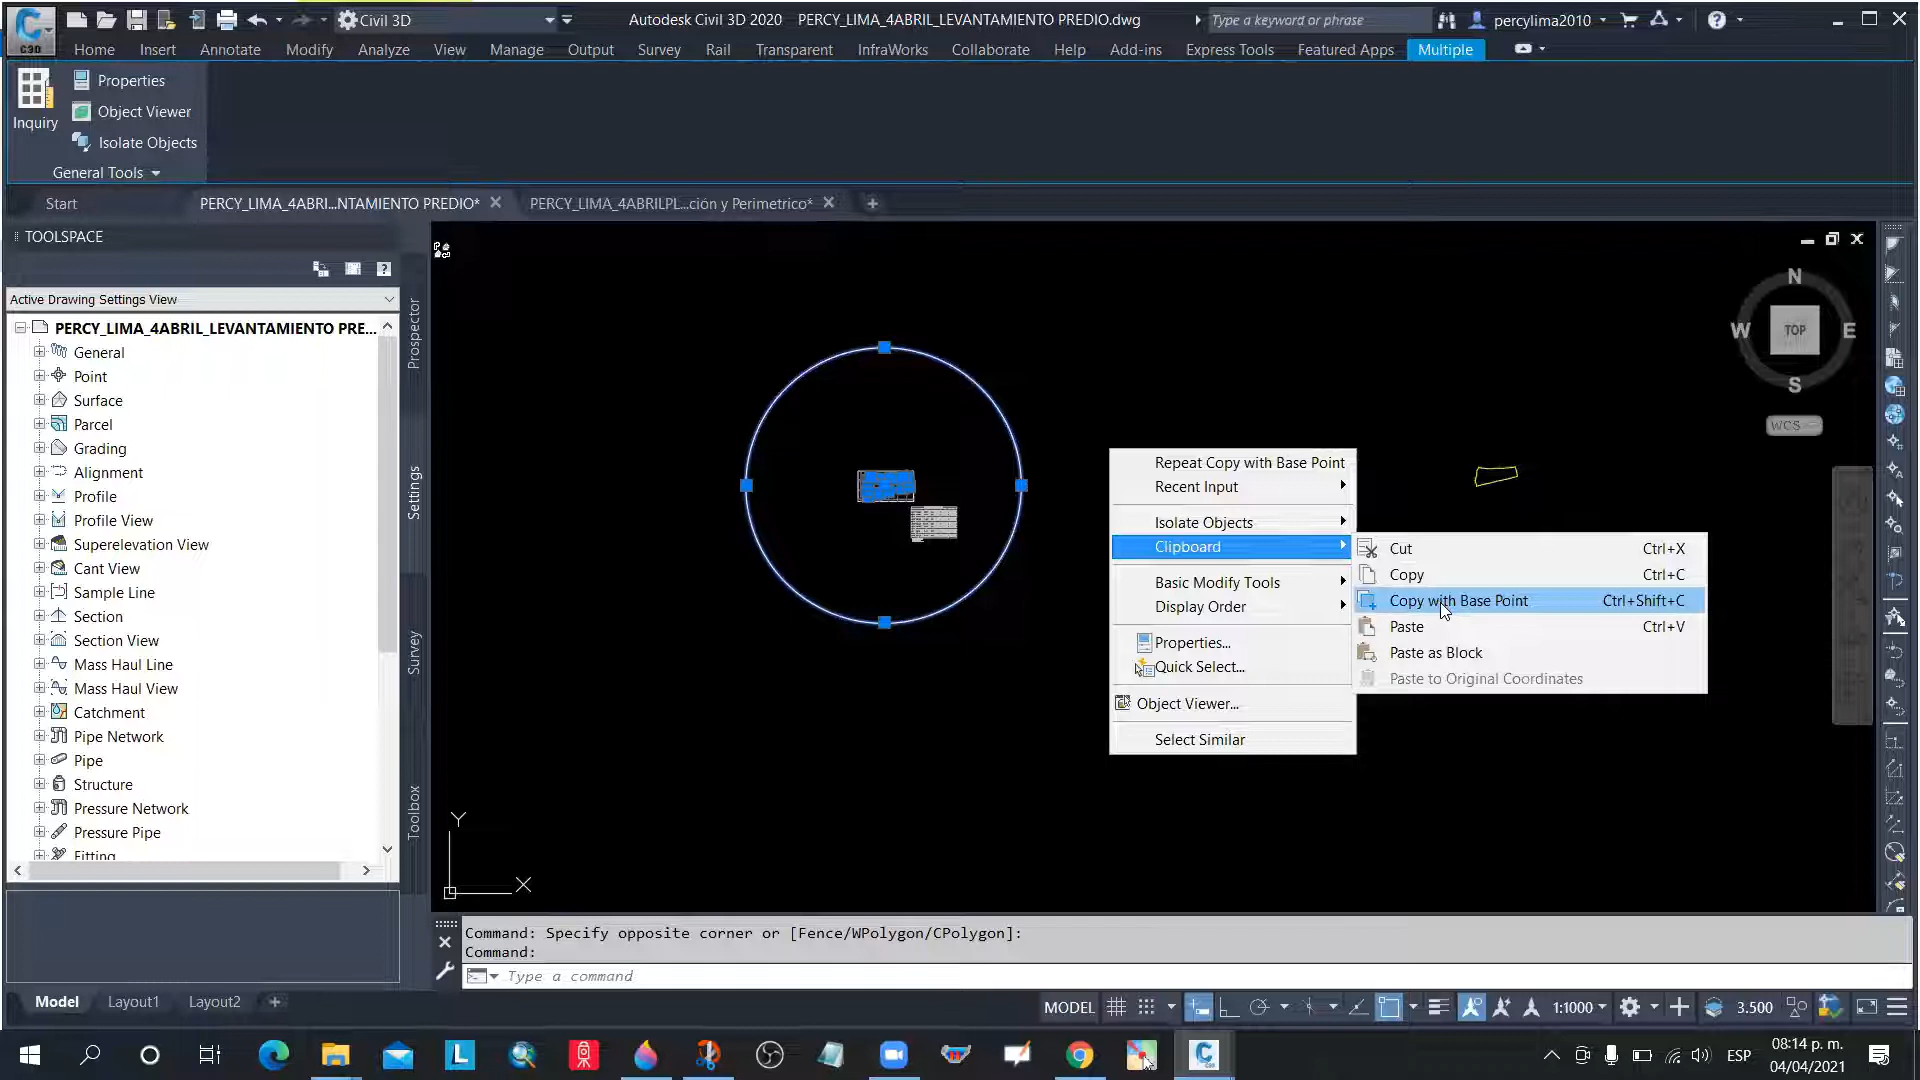 Civil 3D
Autodesk Civil 3D 2020 PERCY_LIMA_4ABRIL_LEVANTAMIENTO PREDIO.dwg
Type a keyword or phrase
percylima2010
C3D
Home Insert Annotate Modify Analyze View Manage Output Survey Rail Transparent InfraWorks Collaborate Help Add-ins Express Tools Featured Apps Multiple
Inquiry
Properties
Object Viewer
Isolate Objects
General Tools
Start PERCY_LIMA_4ABRI...NTAMIENTO PREDIO* PERCY_LIMA_4ABRILPL...ción y Perimetrico*
TOOLSPACE
Active Drawing Settings View
PERCY_LIMA_4ABRIL_LEVANTAMIENTO PRE...
General
Point
Surface
Parcel
Grading
Alignment
Profile
Profile View
Superelevation View
Cant View
Sample Line
Section
Section View
Mass Haul Line
Mass Haul View
Catchment
Pipe Network
Pipe
Structure
Pressure Network
Pressure Pipe
Fitting
Prospector
Settings
Survey
Toolbox
N
W TOP E
S
WCS
Repeat Copy with Base Point
Recent Input
Isolate Objects
Clipboard
Basic Modify Tools
Display Order
Properties...
Quick Select...
Object Viewer...
Select Similar
Cut Ctrl+X
Copy Ctrl+C
Copy with Base Point Ctrl+Shift+C
Paste Ctrl+V
Paste as Block
Paste to Original Coordinates
Y
X
Command: Specify opposite corner or [Fence/WPolygon/CPolygon]:
Command:
Type a command
Model Layout1 Layout2
MODEL 1:1000 3.500
ESP
08:14 p. m.
04/04/2021